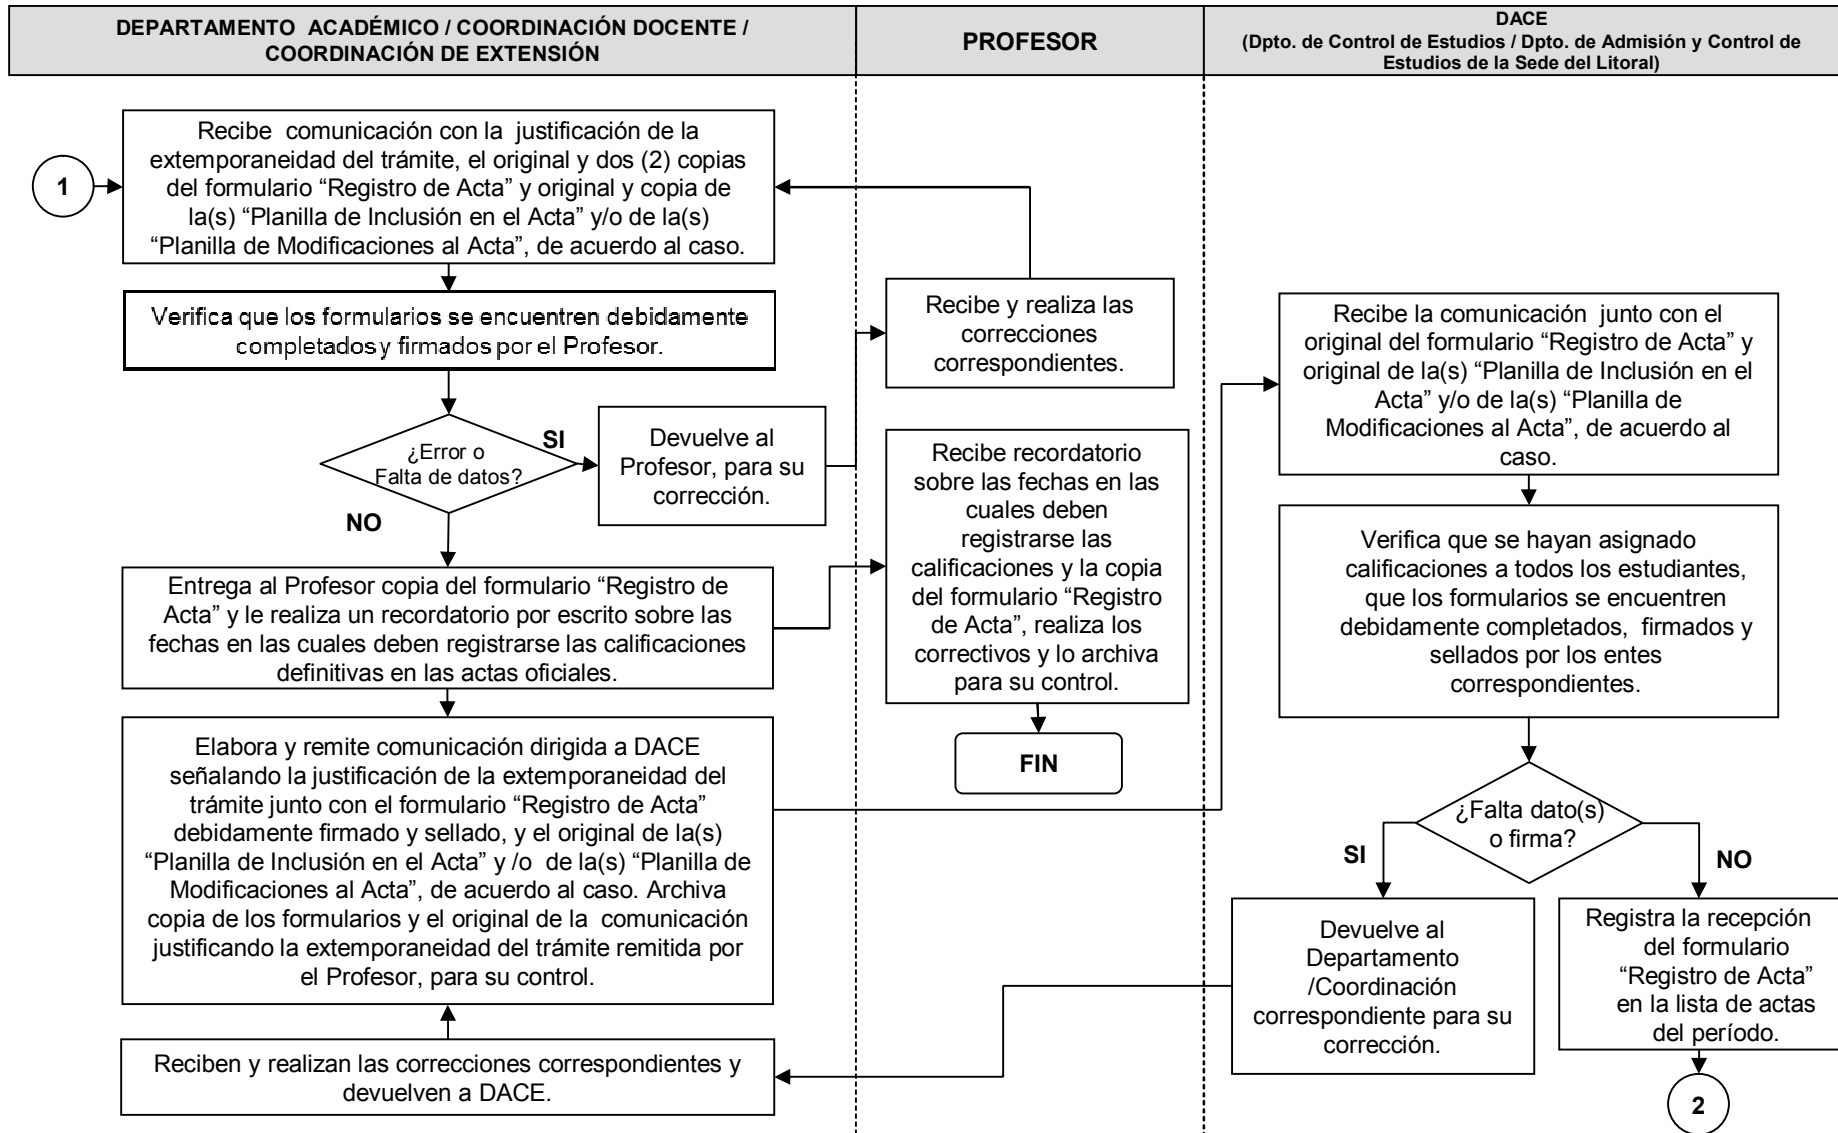 DEPARTAMENTO ACADÉMICO / COORDINACIÓN DOCENTE /
COORDINACIÓN DE EXTENSIÓN
PROFESOR
DACE
(Dpto. de Control de Estudios / Dpto. de Admisión y Control de
Estudios de la Sede del Litoral)
1
Recibe comunicación con la justificación de la
extemporaneidad del trámite, el original y dos (2) copias
del formulario “Registro de Acta” y original y copia de
la(s) “Planilla de Inclusión en el Acta” y/o de la(s)
“Planilla de Modificaciones al Acta”, de acuerdo al caso.
Verifica que los formularios se encuentren debidamente
completados y firmados por el Profesor.
¿Error o
Falta de datos?
SI
NO
Devuelve al
Profesor, para su
corrección.
Recibe y realiza las
correcciones
correspondientes.
Entrega al Profesor copia del formulario “Registro de
Acta” y le realiza un recordatorio por escrito sobre las
fechas en las cuales deben registrarse las calificaciones
definitivas en las actas oficiales.
Recibe recordatorio
sobre las fechas en las
cuales deben
registrarse las
calificaciones y la copia
del formulario “Registro
de Acta”, realiza los
correctivos y lo archiva
para su control.
FIN
Elabora y remite comunicación dirigida a DACE
señalando la justificación de la extemporaneidad del
trámite junto con el formulario “Registro de Acta”
debidamente firmado y sellado, y el original de la(s)
“Planilla de Inclusión en el Acta” y /o de la(s) “Planilla de
Modificaciones al Acta”, de acuerdo al caso. Archiva
copia de los formularios y el original de la comunicación
justificando la extemporaneidad del trámite remitida por
el Profesor, para su control.
Reciben y realizan las correcciones correspondientes y
devuelven a DACE.
Recibe la comunicación junto con el
original del formulario “Registro de Acta” y
original de la(s) “Planilla de Inclusión en el
Acta” y/o de la(s) “Planilla de
Modificaciones al Acta”, de acuerdo al
caso.
Verifica que se hayan asignado
calificaciones a todos los estudiantes,
que los formularios se encuentren
debidamente completados, firmados y
sellados por los entes
correspondientes.
¿Falta dato(s)
o firma?
SI
NO
Devuelve al
Departamento
/Coordinación
correspondiente para su
corrección.
Registra la recepción
del formulario
“Registro de Acta”
en la lista de actas
del período.
2